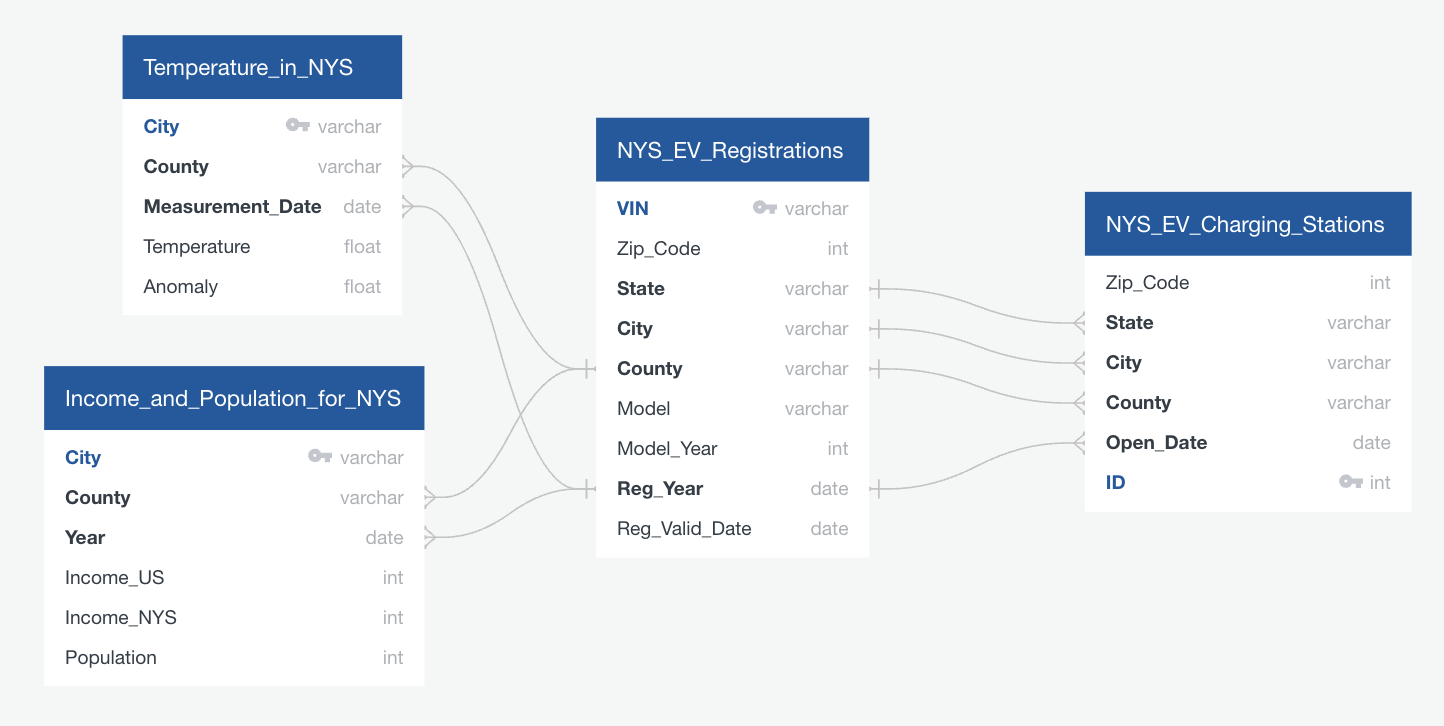 Temperature_in_NYS
City varchar
County varchar
Measurement_Date date
Temperature float
Anomaly float
Income_and_Population_for_NYS
City varchar
County varchar
Year date
Income_US int
Income_NYS int
Population int
NYS_EV_Registrations
VIN varchar
Zip_Code int
State varchar
City varchar
County varchar
Model varchar
Model_Year int
Reg_Year date
Reg_Valid_Date date
NYS_EV_Charging_Stations
Zip_Code int
State varchar
City varchar
County varchar
Open_Date date
ID int